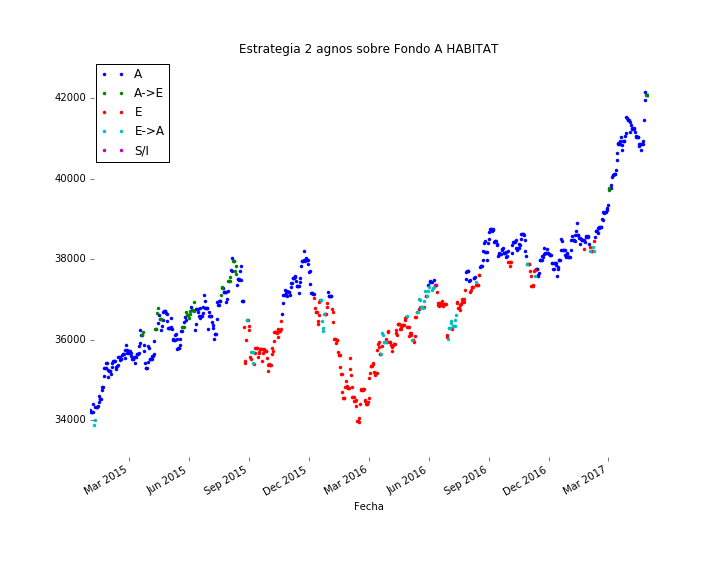 Estrategia 2 agnos sobre Fondo A HABITAT
A
A->E
E
E->A
S/I
42000
40000
38000
36000
34000
Mar 2015
Jun 2015
Sep 2015
Dec 2015
Mar 2016
Jun 2016
Sep 2016
Dec 2016
Mar 2017
Fecha